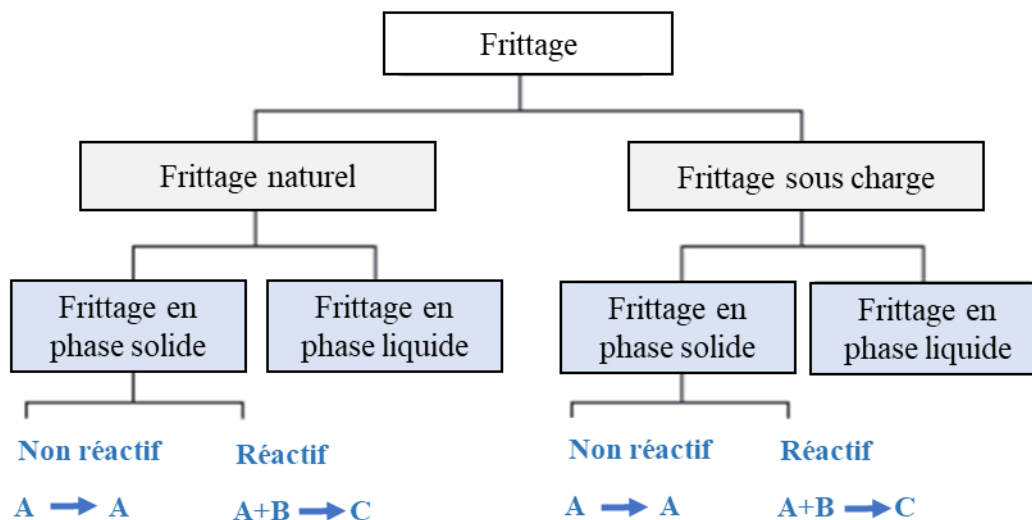 Frittage
Frittage naturel
Frittage sous charge
Frittage en
phase solide
Frittage en
phase liquide
Frittage en
phase solide
Frittage en
phase liquide
Non réactif
Réactif
Non réactif
Réactif
A → A
A+B → C
A → A
A+B → C